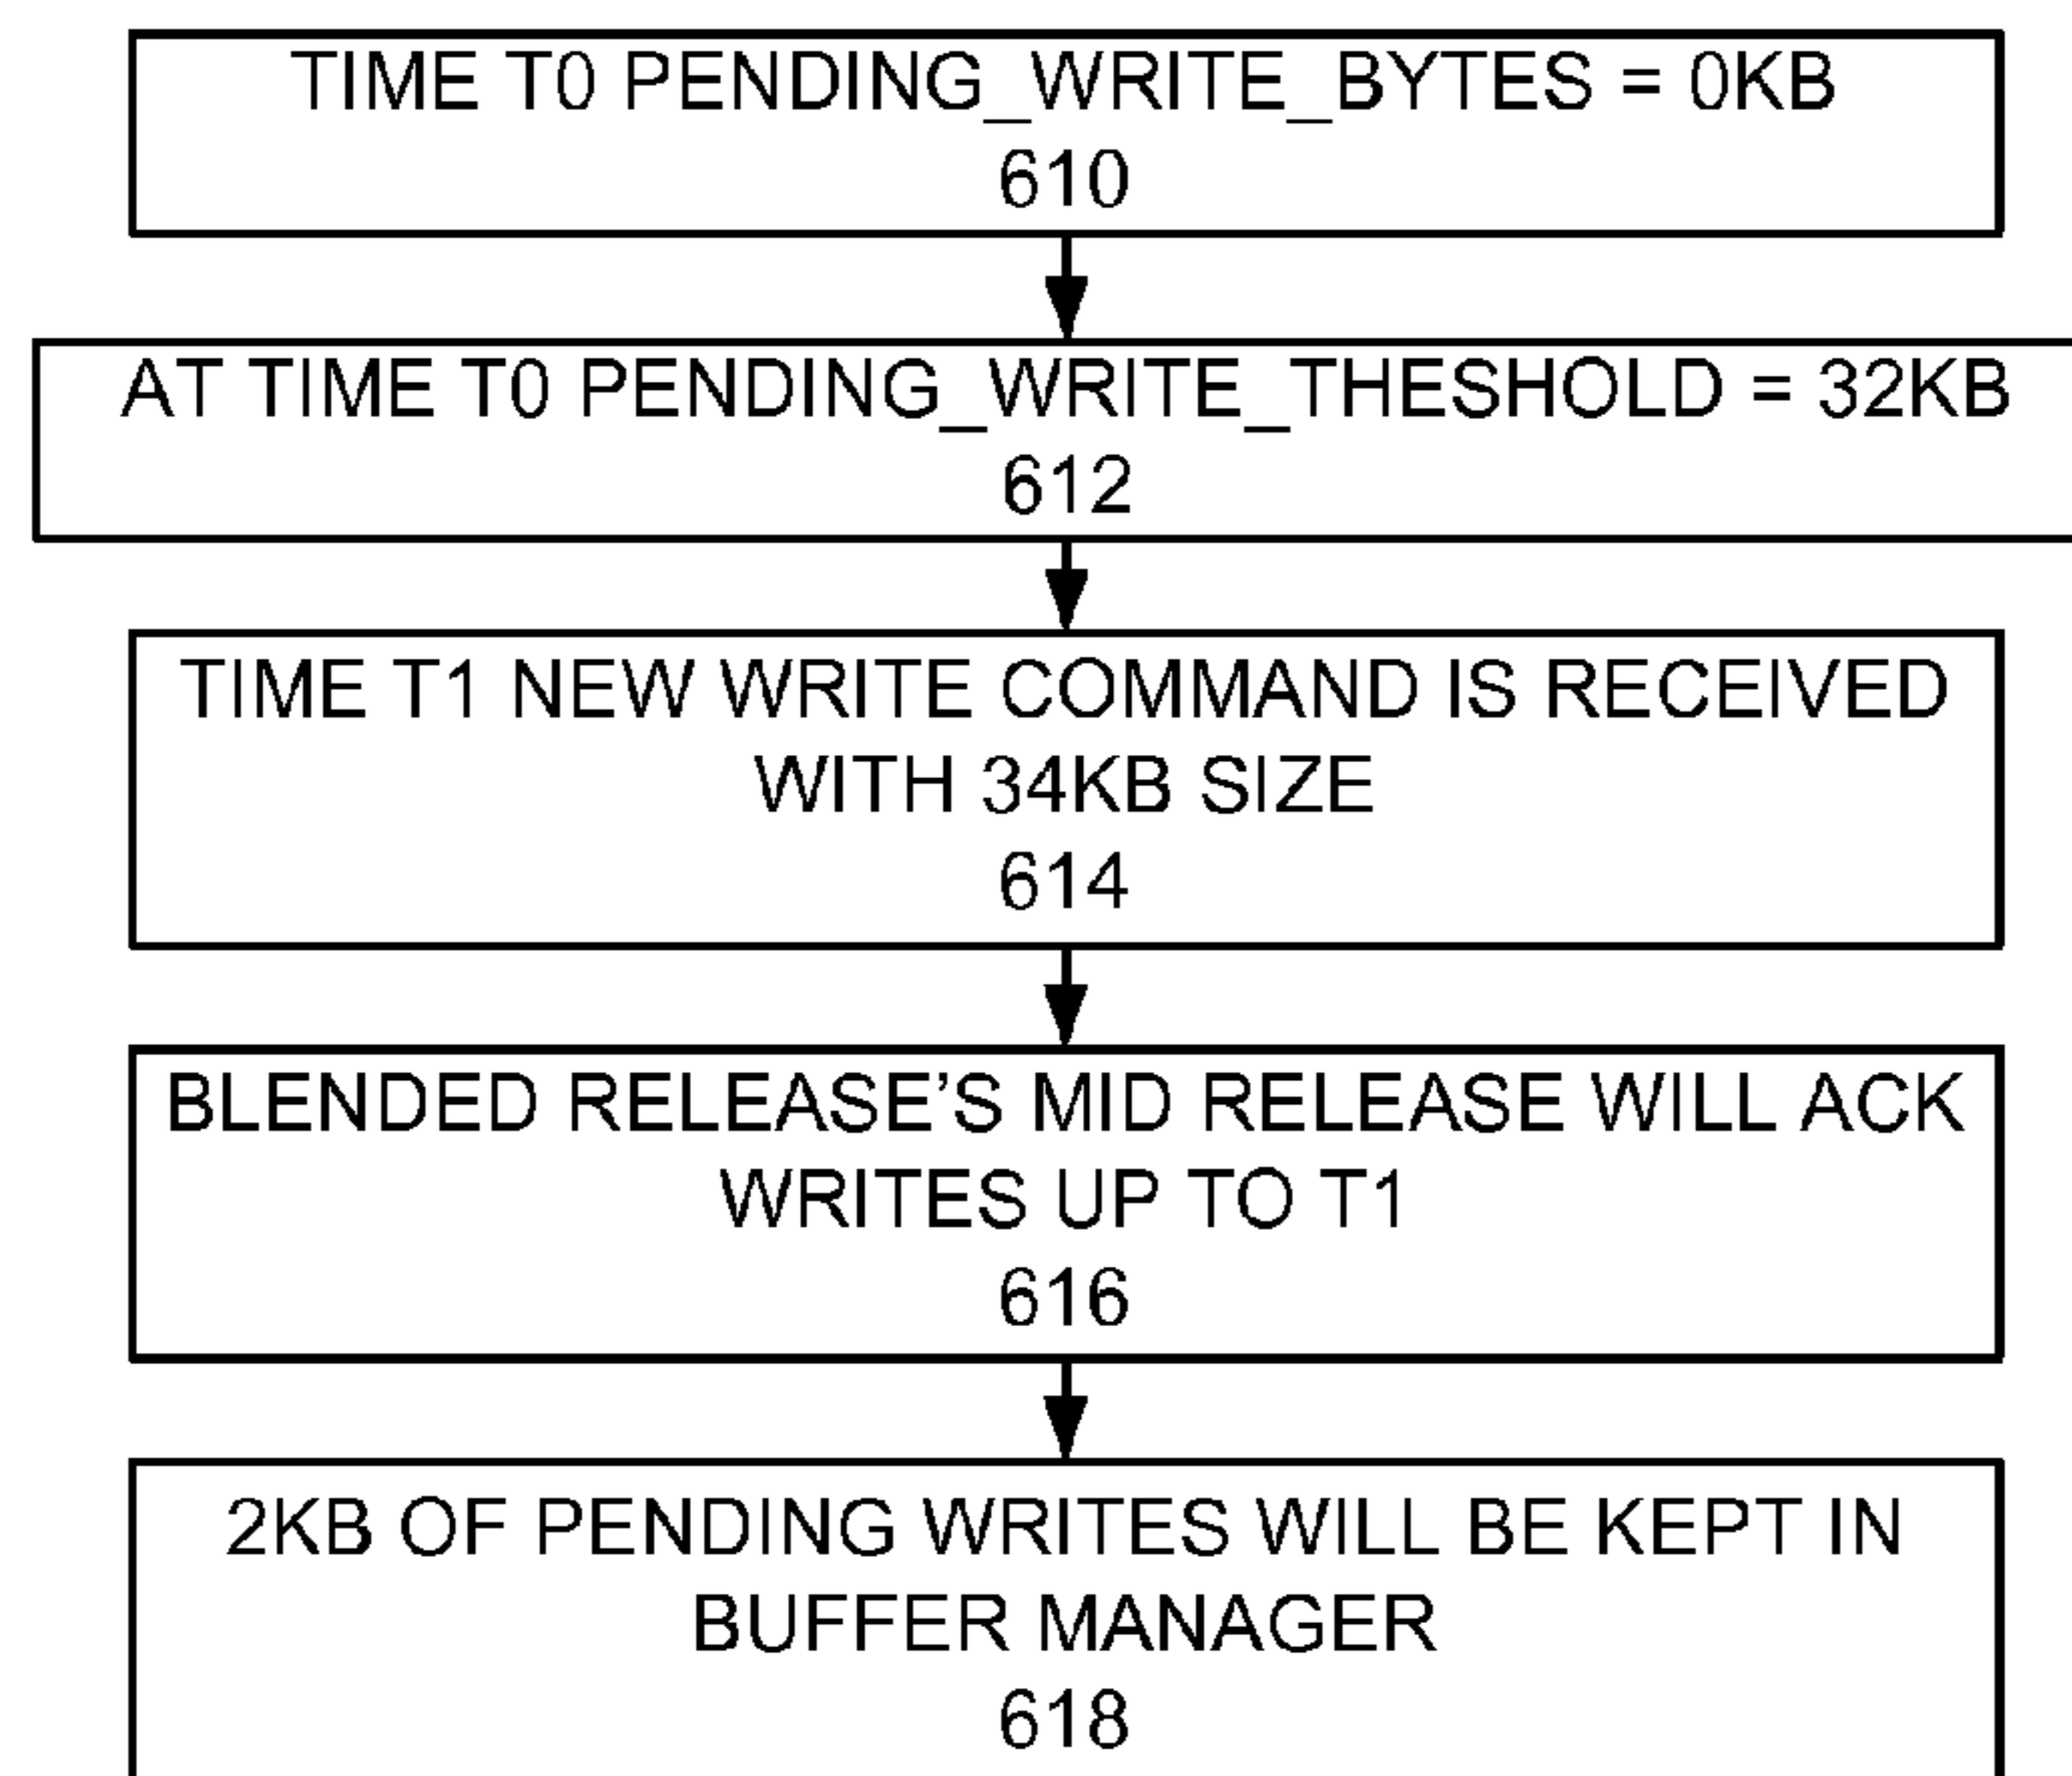 TIME T0 PENDING_WRITE_BYTES = 0KB
610
AT TIME T0 PENDING_WRITE_THESHOLD = 32KB
612
TIME T1 NEW WRITE COMMAND IS RECEIVED
WITH 34KB SIZE
614
BLENDED RELEASE'S MID RELEASE WILL ACK
WRITES UP TO T1
616
2KB OF PENDING WRITES WILL BE KEPT IN
BUFFER MANAGER
618